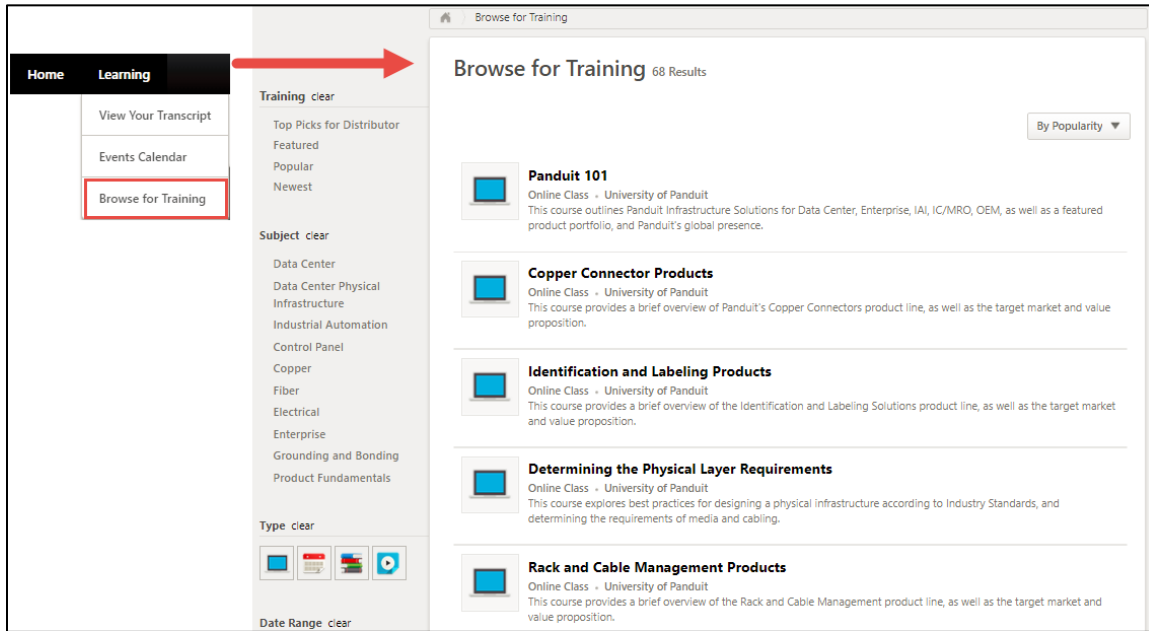 Home Learning
View Your Transcript
Events Calendar
Browse for Training
Training clear
Top Picks for Distributor
Featured
Popular
Newest
Subject clear
Data Center
Data Center Physical
Infrastructure
Industrial Automation
Control Panel
Copper
Fiber
Electrical
Enterprise
Grounding and Bonding
Product Fundamentals
Type clear
Date Range clear
Browse for Training
Browse for Training 68 Results
By Popularity
Panduit 101
Online Class • University of Panduit
This course outlines Panduit Infrastructure Solutions for Data Center, Enterprise, IAI, IC/MRO, OEM, as well as a featured
product portfolio, and Panduit's global presence.
Copper Connector Products
Online Class • University of Panduit
This course provides a brief overview of Panduit's Copper Connectors product line, as well as the target market and value
proposition.
Identification and Labeling Products
Online Class • University of Panduit
This course provides a brief overview of the Identification and Labeling Solutions product line, as well as the target market
and value proposition.
Determining the Physical Layer Requirements
Online Class • University of Panduit
This course explores best practices for designing a physical infrastructure according to Industry Standards, and
determining the requirements of media and cabling.
Rack and Cable Management Products
Online Class • University of Panduit
This course provides a brief overview of the Rack and Cable Management product line, as well as the target market and
value proposition.